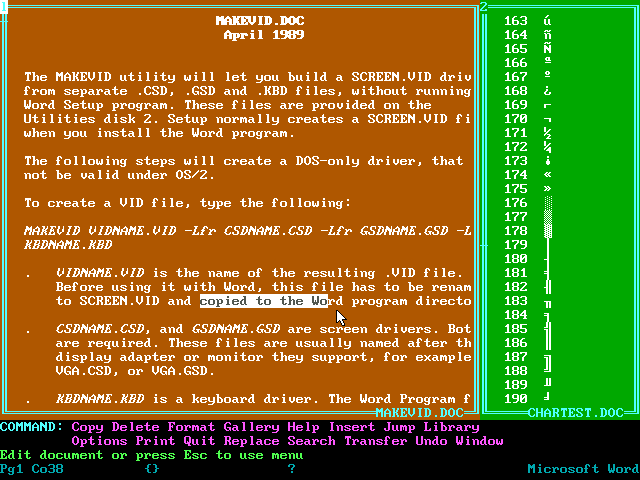 1
MAKEVID.DOC
April 1989
The MAKEVID utility will let you build a SCREEN.VID driv
from separate .CSD, .GSD and .KBD files, without running
Word Setup program. These files are provided on the
Utilities disk 2. Setup normally creates a SCREEN.VID fi
when you install the Word program.
The following steps will create a DOS-only driver, that
not be valid under OS/2.
To create a VID file, type the following:
MAKEVID VIDNAME.VID -Lfr CSDNAME.CSD -Lfr GSDNAME.GSD -L
KBDNAME.KBD
. VIDNAME.VID is the name of the resulting .VID file.
Before using it with Word, this file has to be renam
to SCREEN.VID and copied to the Word program directo
. CSDNAME.CSD, and GSDNAME.GSD are screen drivers. Bot
are required. These files are usually named after th
display adapter or monitor they support, for example
VGA.CSD, or VGA.GSD.
. KBDNAME.KBD is a keyboard driver. The Word Program f
MAKEVID.DOC
2
163 ú
164 ñ
165 Ñ
166 ª
167 º
168 ¿
169 ⌐
170 ¬
171 ½
172 ¼
173 ¡
174 «
175 »
176 ░
177 ▒
178 ▓
179 │
180 ┤
181 ╡
182 ╢
183 ╖
184 ╕
185 ╣
186 ║
187 ╗
188 ╝
189 ╜
190 ╛
CHARTEST.DOC
COMMAND: Copy Delete Format Gallery Help Insert Jump Library
Options Print Quit Replace Search Transfer Undo Window
Edit document or press Esc to use menu
Pg1 Co38 {} ? Microsoft Word